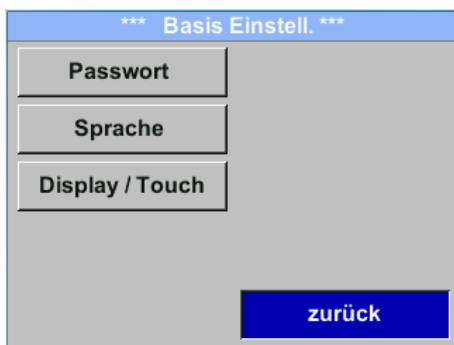 *** Basis Einstell. ***
Passwort
Sprache
Display / Touch
zurück